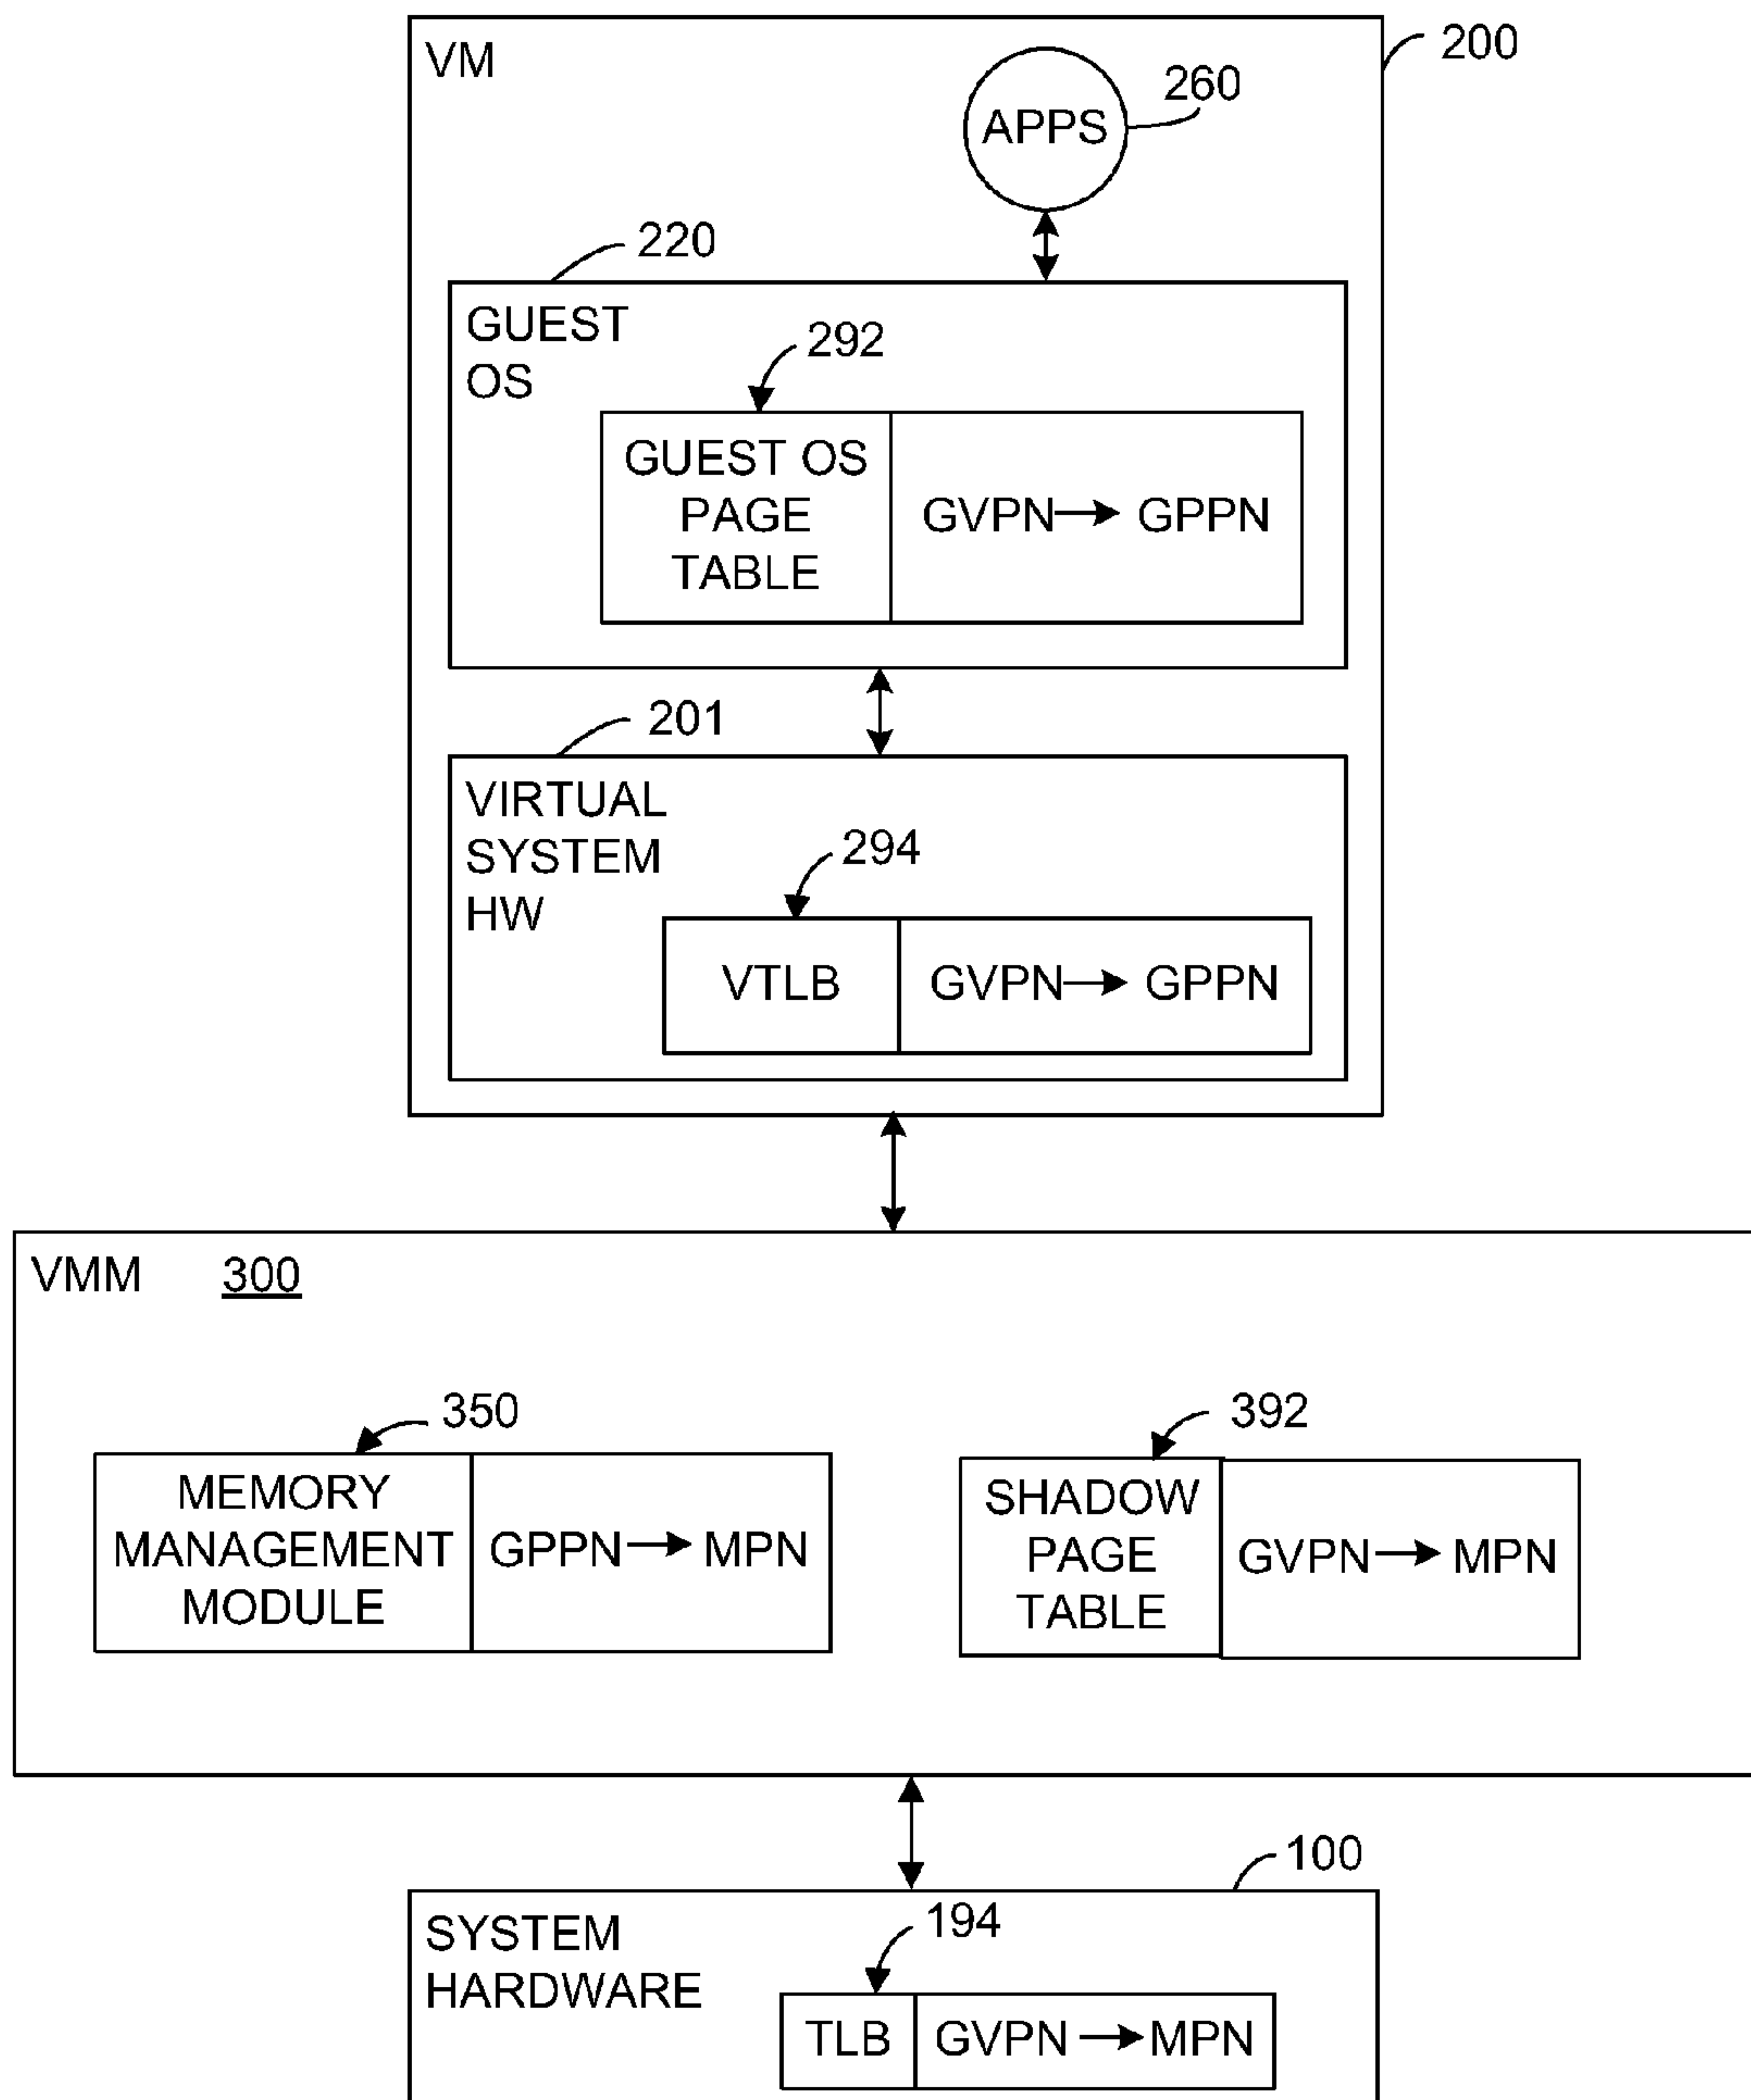 VM
200
APPS
260
220
GUEST
OS
292
GUEST OS
PAGE
TABLE
GVPN → GPPN
201
VIRTUAL
SYSTEM
HW
294
VTLB
GVPN → GPPN
VMM 300
350
MEMORY
MANAGEMENT
MODULE
GPPN → MPN
392
SHADOW
PAGE
TABLE
GVPN → MPN
100
SYSTEM
HARDWARE
194
TLB
GVPN → MPN